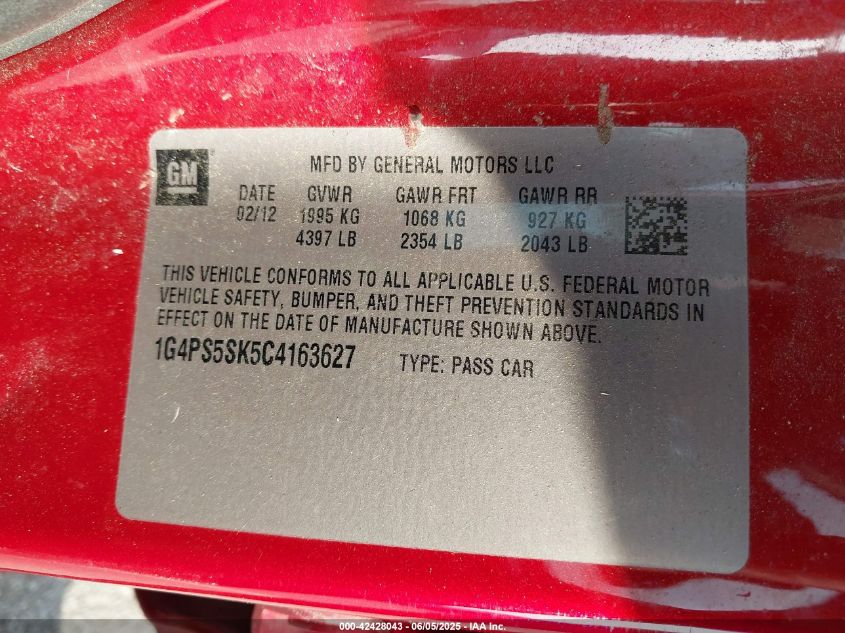 GM
MFD BY GENERAL MOTORS LLC
DATE GVWR GAWR FRT GAWR RR
02/12 1995 KG 1068 KG 927 KG
4397 LB 2354 LB 2043 LB
THIS VEHICLE CONFORMS TO ALL APPLICABLE U.S. FEDERAL MOTOR
VEHICLE SAFETY, BUMPER, AND THEFT PREVENTION STANDARDS IN
EFFECT ON THE DATE OF MANUFACTURE SHOWN ABOVE.
1G4PS5SK5C4163627 TYPE: PASS CAR
000-42428043 - 06/05/2025 - IAA, Inc.